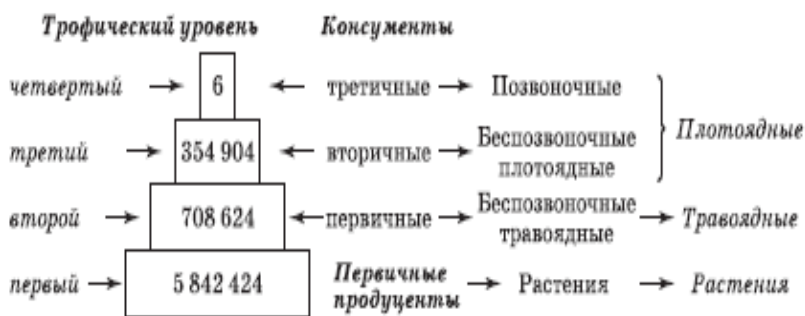 Трофический уровень Консументы
четвертый 6 третичные Позвоночные
Плотоядные
третий 354 904 вторичные Беспозвоночные
плотоядные
второй 708 624 первичные Беспозвоночные Травоядные
травоядные
первый 5 842 424 Первичные Растения Растения
продуценты